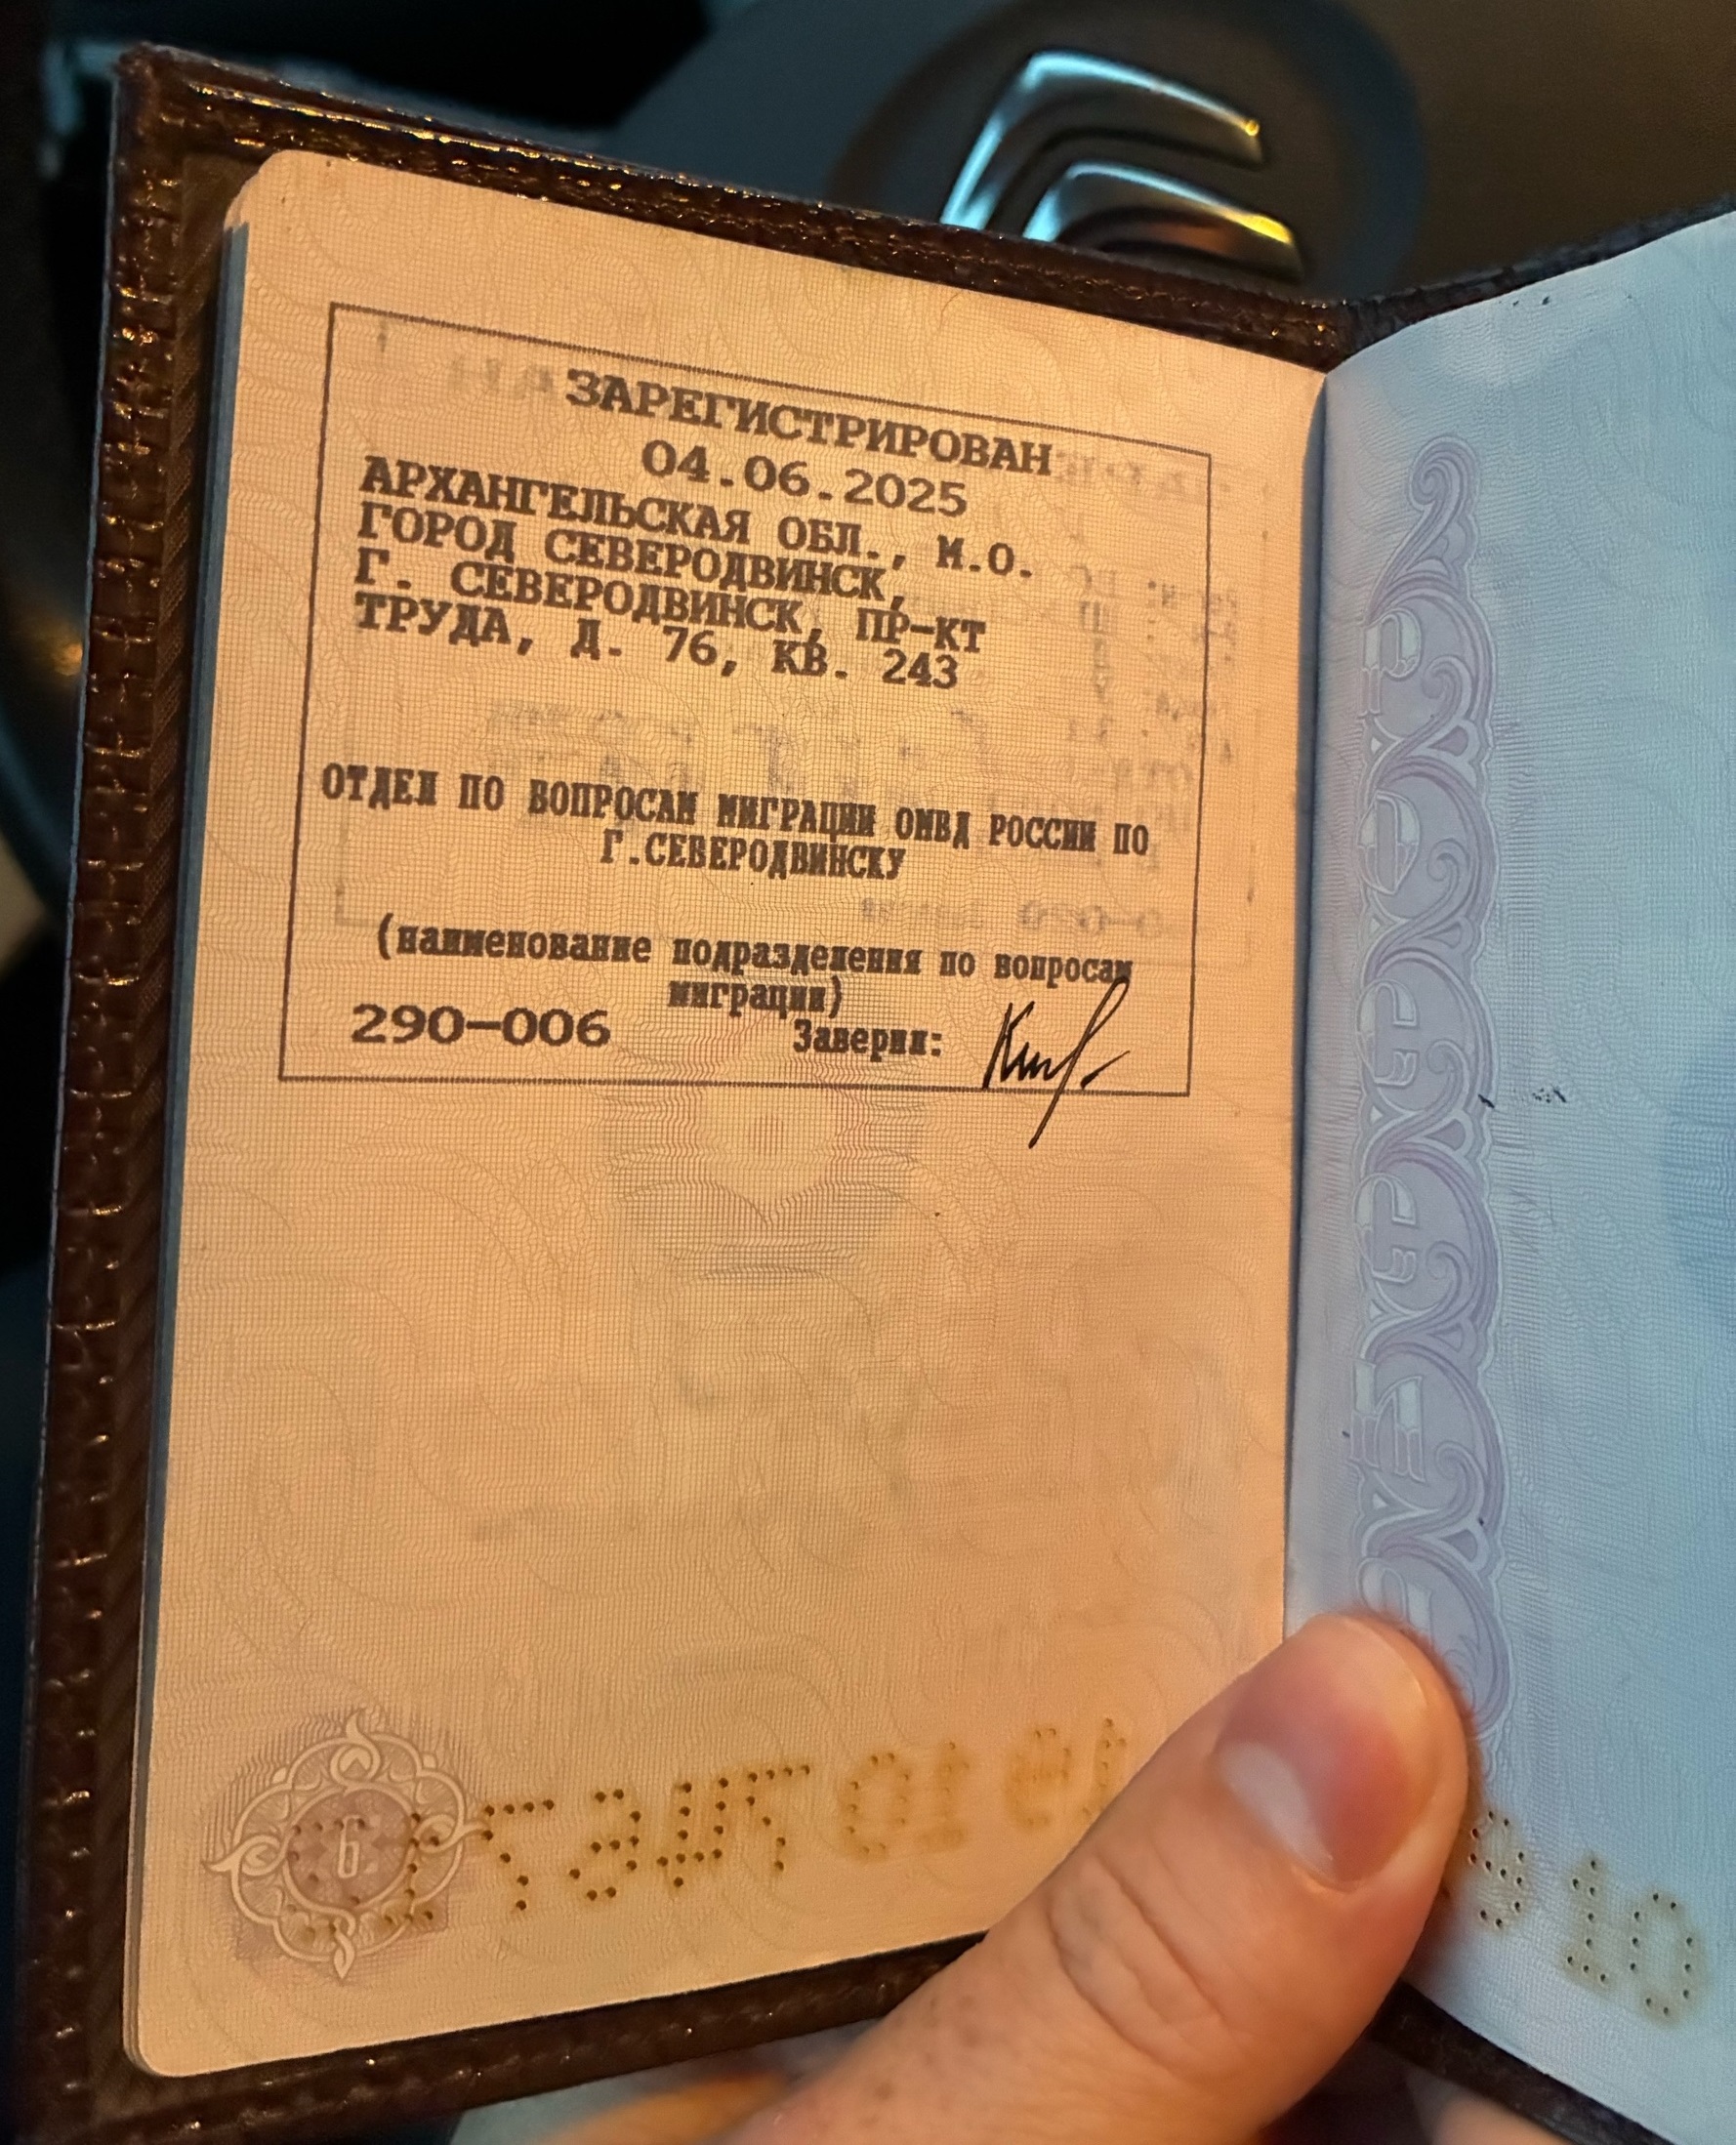 ЗАРЕГИСТРИРОВАН
04.06.2025
АРХАНГЕЛЬСКАЯ ОБЛ., М.О.
ГОРОД СЕВЕРОДВИНСК,
Г. СЕВЕРОДВИНСК, ПР-КТ
ТРУДА, Д. 76, КВ. 243
ОТДЕЛ ПО ВОПРОСАМ МИГРАЦИИ ОМВД РОССИИ ПО
Г.СЕВЕРОДВИНСКУ
(наименование подразделения по вопросам
миграции)
290-006 Заверил:
6